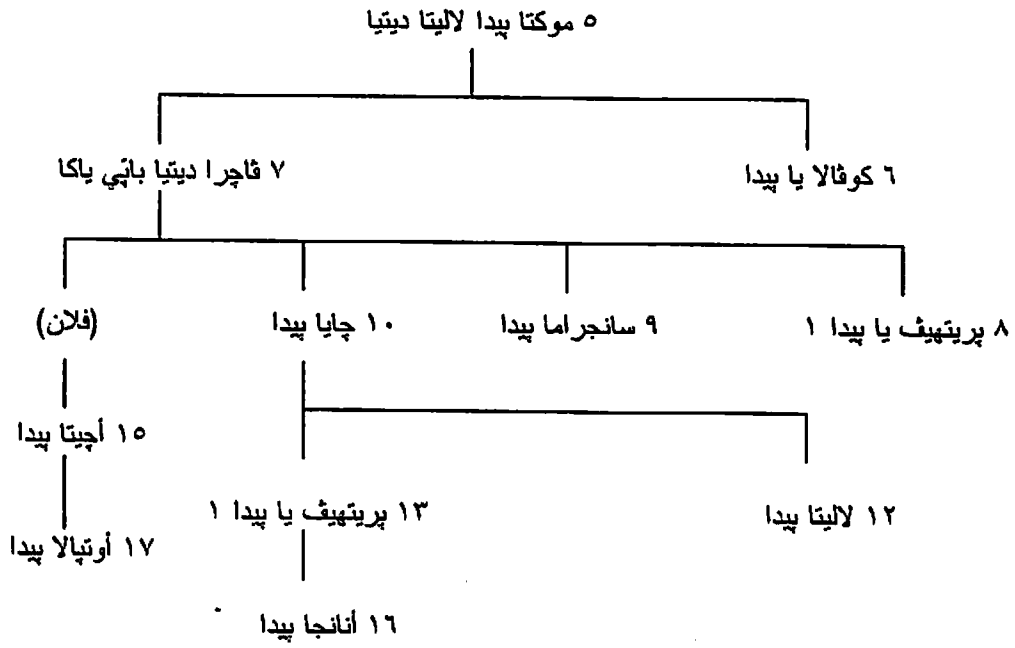 ٥ موكتا پيدا لاليتا ديتيا
٦ كوڤالا يا پيدا
٧ ڤاچرا ديتيا باتپي ياكا
٨ پريتهيڤ يا پيدا ١
٩ سانجراما پيدا
١٠ چايا پيدا
(فلان)
١٥ أچيتا پيدا
١٢ لاليتا پيدا
١٣ پريتهيڤ يا پيدا ١
١٧ أوتپالا پيدا
١٦ أنانجا پيدا